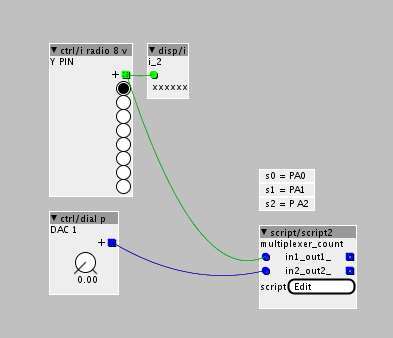 ctrl/i radio 8 v
Y PIN
+
disp/i
i_2
xxxxxx
s0 = PA0
s1 = PA1
s2 = P A2
ctrl/dial p
DAC 1
+
0.00
script/script2
multiplexer_count
in1_out1_
in2_out2_
script Edit